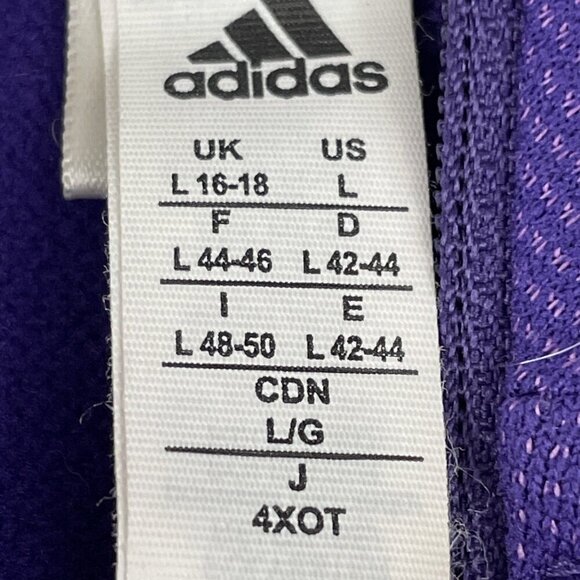 adidas
UK US
L 16-18 L
F D
L 44-46 L 42-44
I E
L 48-50 L 42-44
CDN
L/G
J
4XOT